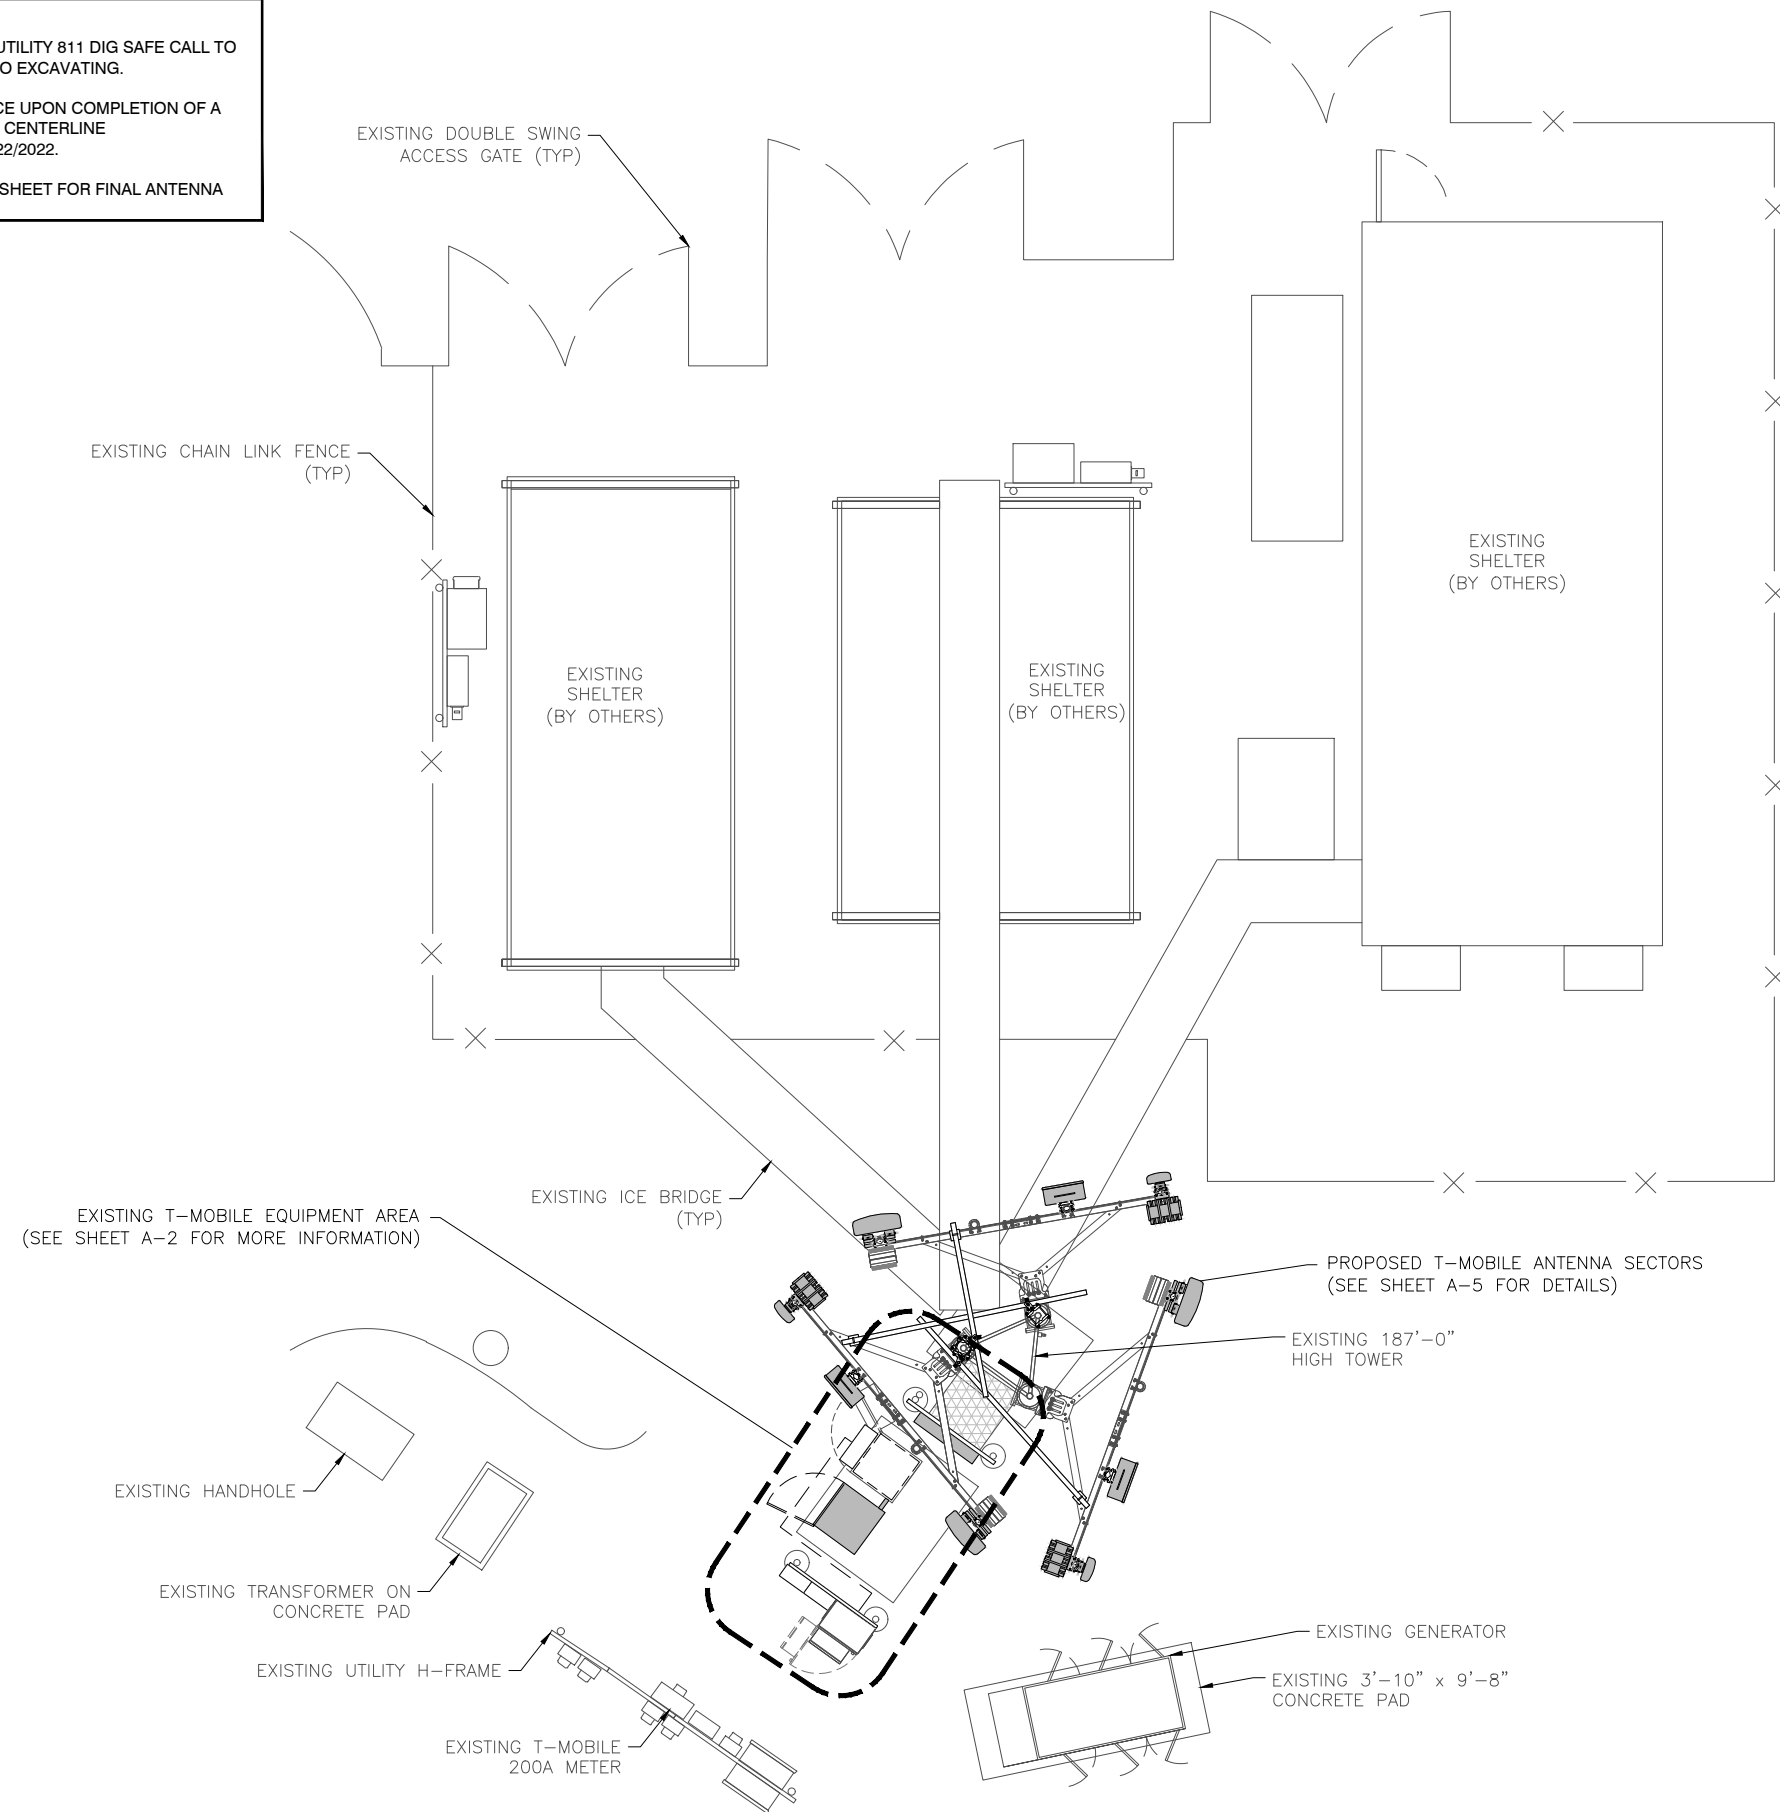 UTILITY 811 DIG SAFE CALL TO
O EXCAVATING.
CE UPON COMPLETION OF A
CENTERLINE
22/2022.
SHEET FOR FINAL ANTENNA
EXISTING DOUBLE SWING
ACCESS GATE (TYP)
EXISTING CHAIN LINK FENCE
(TYP)
EXISTING
SHELTER
(BY OTHERS)
EXISTING
SHELTER
(BY OTHERS)
EXISTING
SHELTER
(BY OTHERS)
EXISTING ICE BRIDGE
(TYP)
EXISTING T-MOBILE EQUIPMENT AREA
(SEE SHEET A-2 FOR MORE INFORMATION)
PROPOSED T-MOBILE ANTENNA SECTORS
(SEE SHEET A-5 FOR DETAILS)
EXISTING 187'-0"
HIGH TOWER
EXISTING HANDHOLE
EXISTING TRANSFORMER ON
CONCRETE PAD
EXISTING UTILITY H-FRAME
EXISTING T-MOBILE
200A METER
EXISTING GENERATOR
EXISTING 3'-10" x 9'-8"
CONCRETE PAD